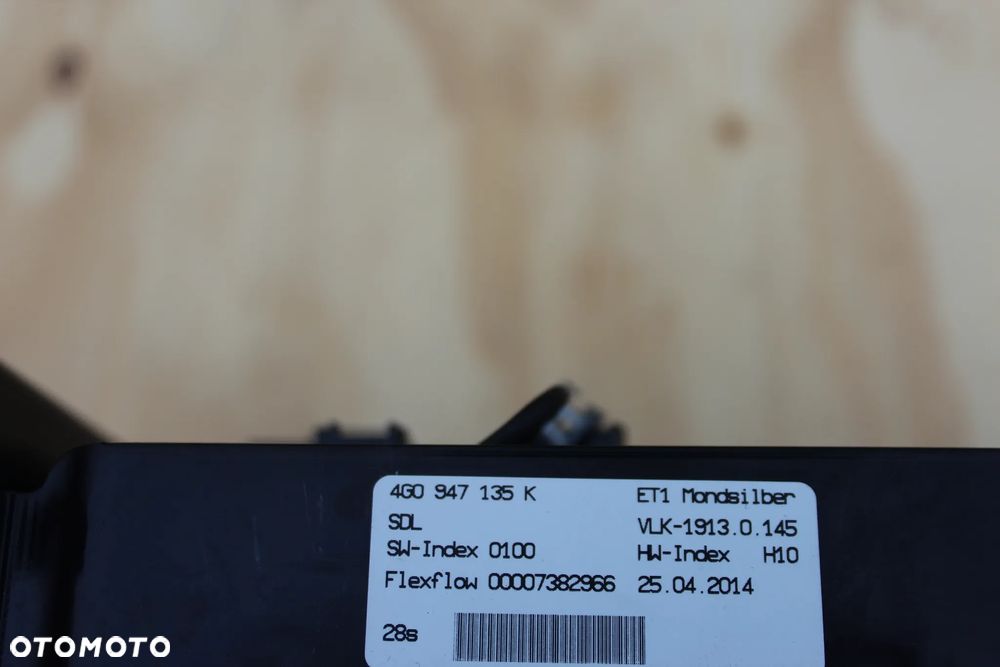 4G0 947 135 K ET1 Mondsilber
SDL VLK-1913.0.145
SW-Index 0100 HW-Index H10
Flexflow 00007382966 25.04.2014
28s
OTOMOTO